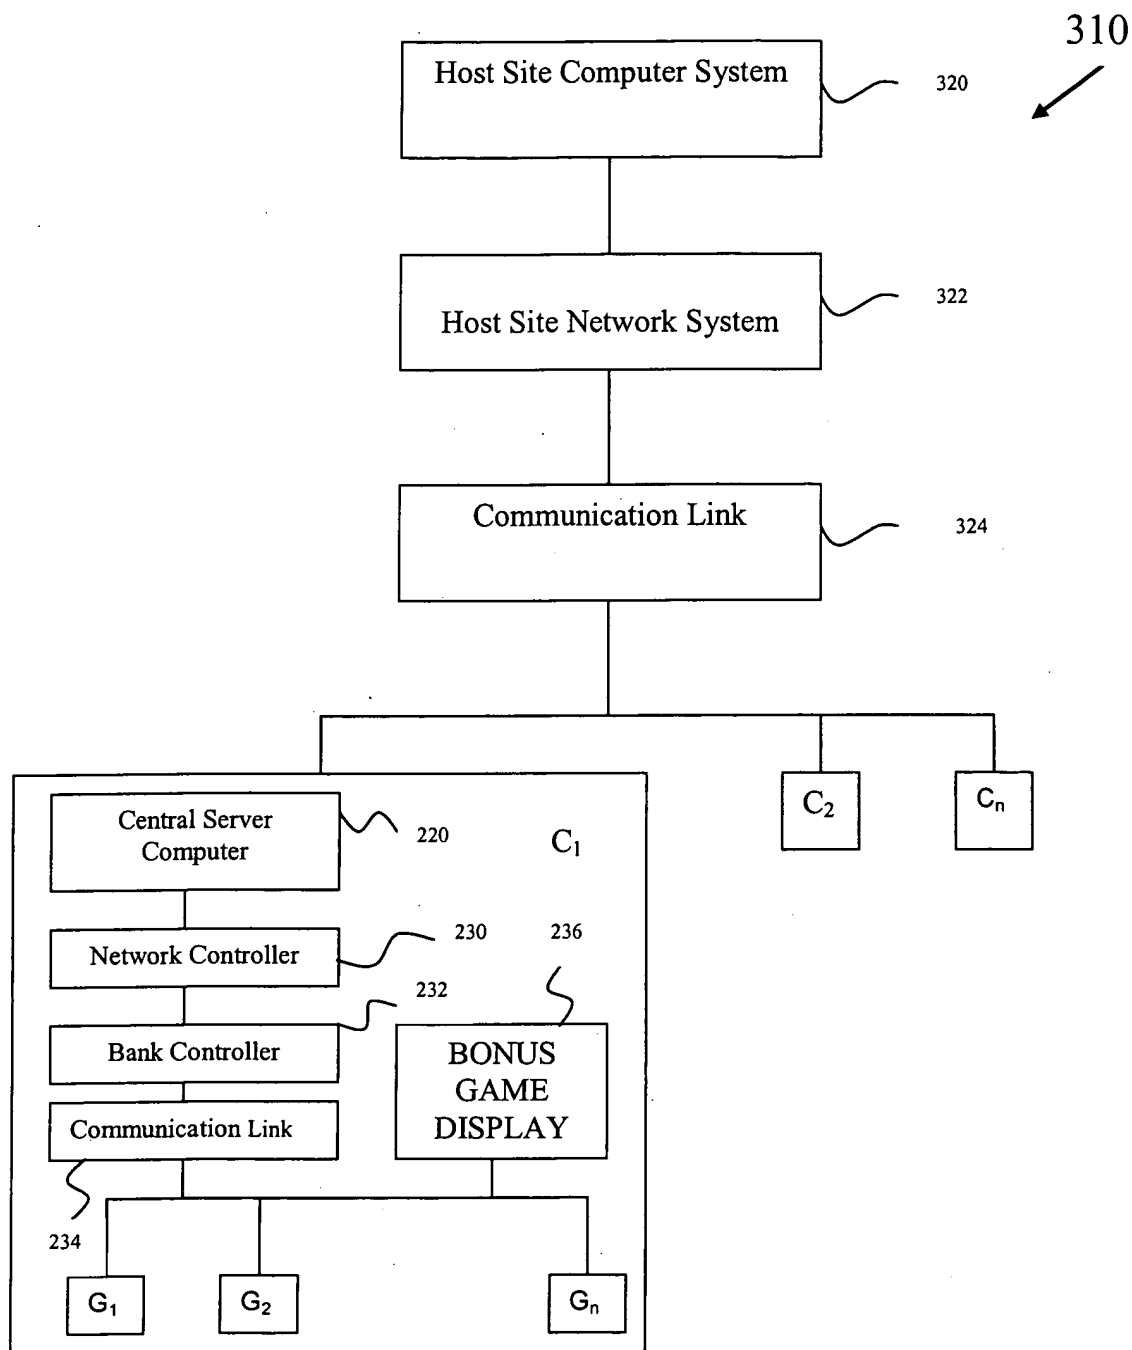 310
Host Site Computer System
320
Host Site Network System
322
Communication Link
324
Central Server
Computer
220
C₁
C₂
Cₙ
Network Controller
230
236
232
Bank Controller
BONUS
GAME
DISPLAY
Communication Link
234
G₁
G₂
Gₙ